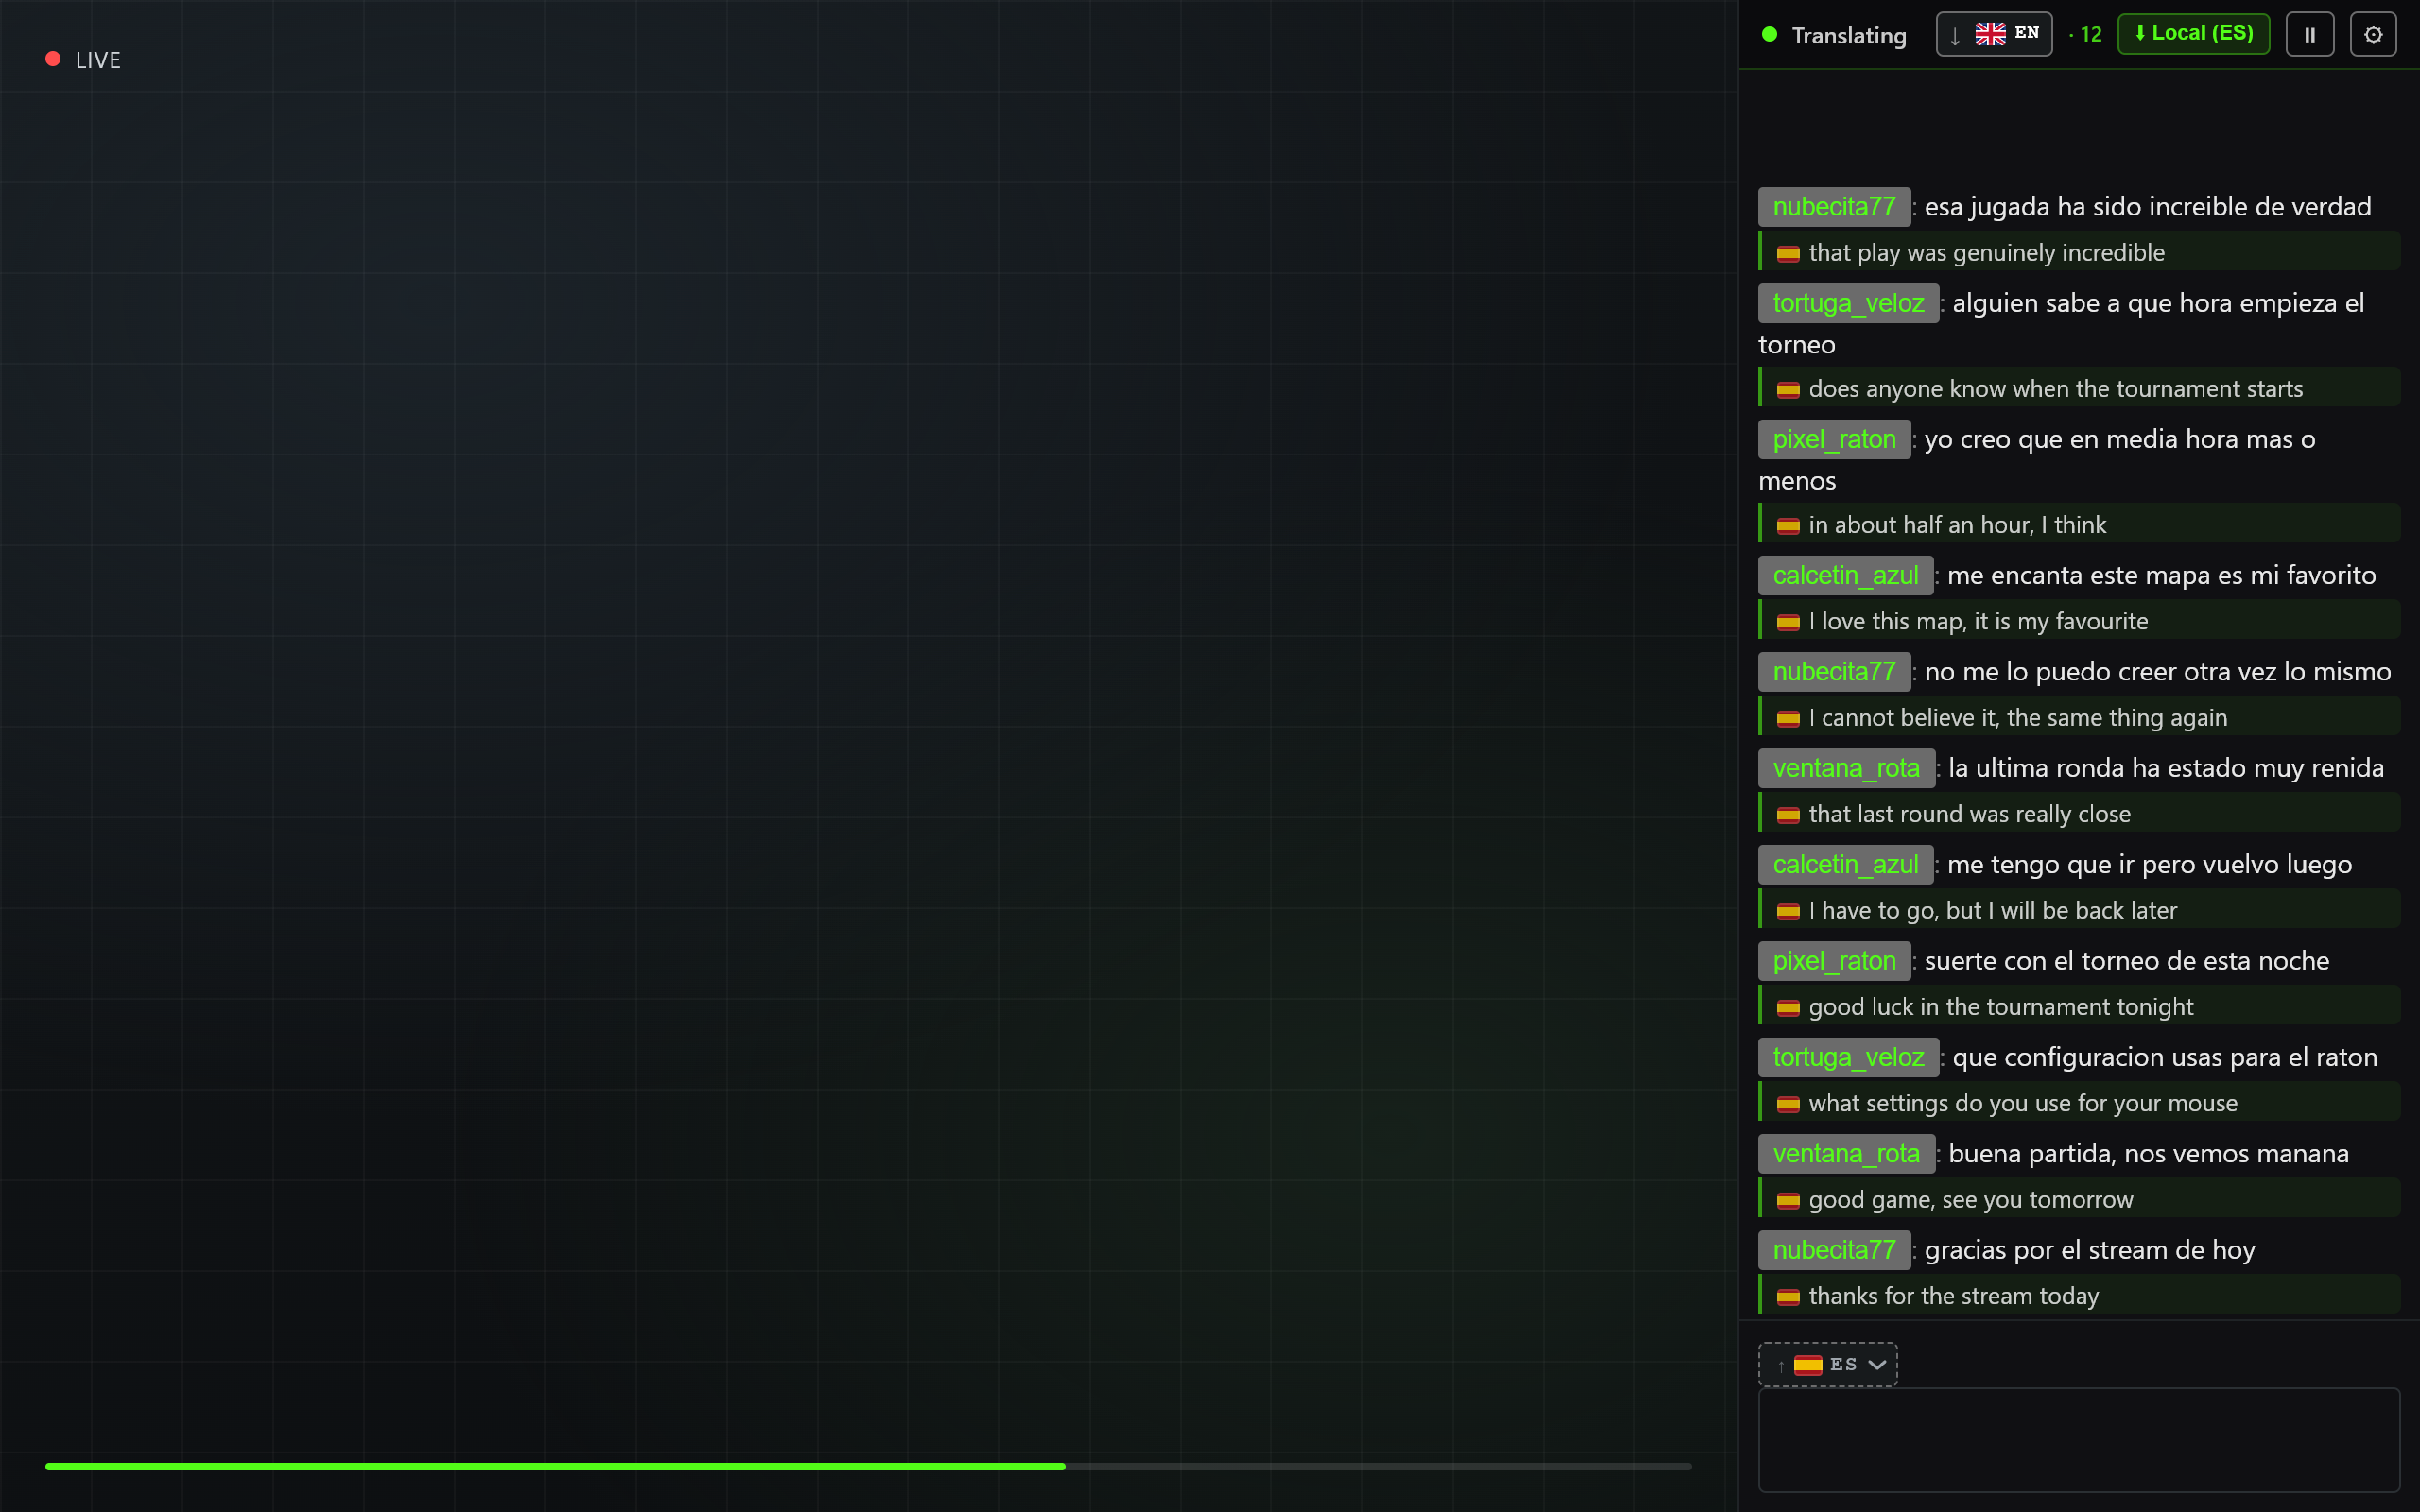 LIVE
Translating ↓ EN · 12 ⬇ Local (ES)
nubecita77 : esa jugada ha sido increible de verdad
that play was genuinely incredible
tortuga_veloz : alguien sabe a que hora empieza el
torneo
does anyone know when the tournament starts
pixel_raton : yo creo que en media hora mas o
menos
in about half an hour, I think
calcetin_azul : me encanta este mapa es mi favorito
I love this map, it is my favourite
nubecita77 : no me lo puedo creer otra vez lo mismo
I cannot believe it, the same thing again
ventana_rota : la ultima ronda ha estado muy renida
that last round was really close
calcetin_azul : me tengo que ir pero vuelvo luego
I have to go, but I will be back later
pixel_raton : suerte con el torneo de esta noche
good luck in the tournament tonight
tortuga_veloz : que configuracion usas para el raton
what settings do you use for your mouse
ventana_rota : buena partida, nos vemos manana
good game, see you tomorrow
nubecita77 : gracias por el stream de hoy
thanks for the stream today
↑ ES